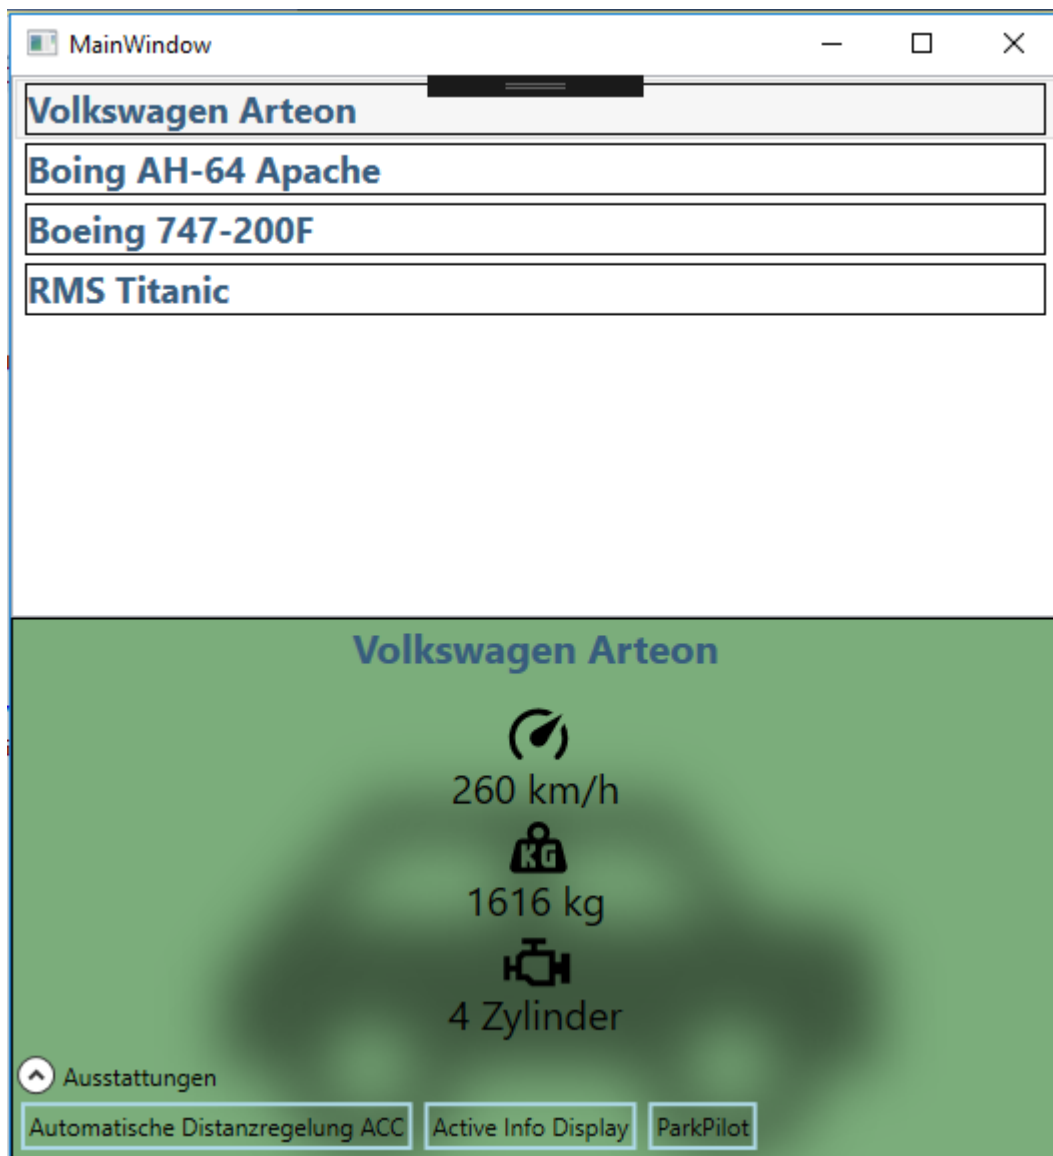 MainWindow
Volkswagen Arteon
Boing AH-64 Apache
Boeing 747-200F
RMS Titanic
Volkswagen Arteon
260 km/h
KG
1616 kg
4 Zylinder
Ausstattungen
Automatische Distanzregelung ACC Active Info Display ParkPilot